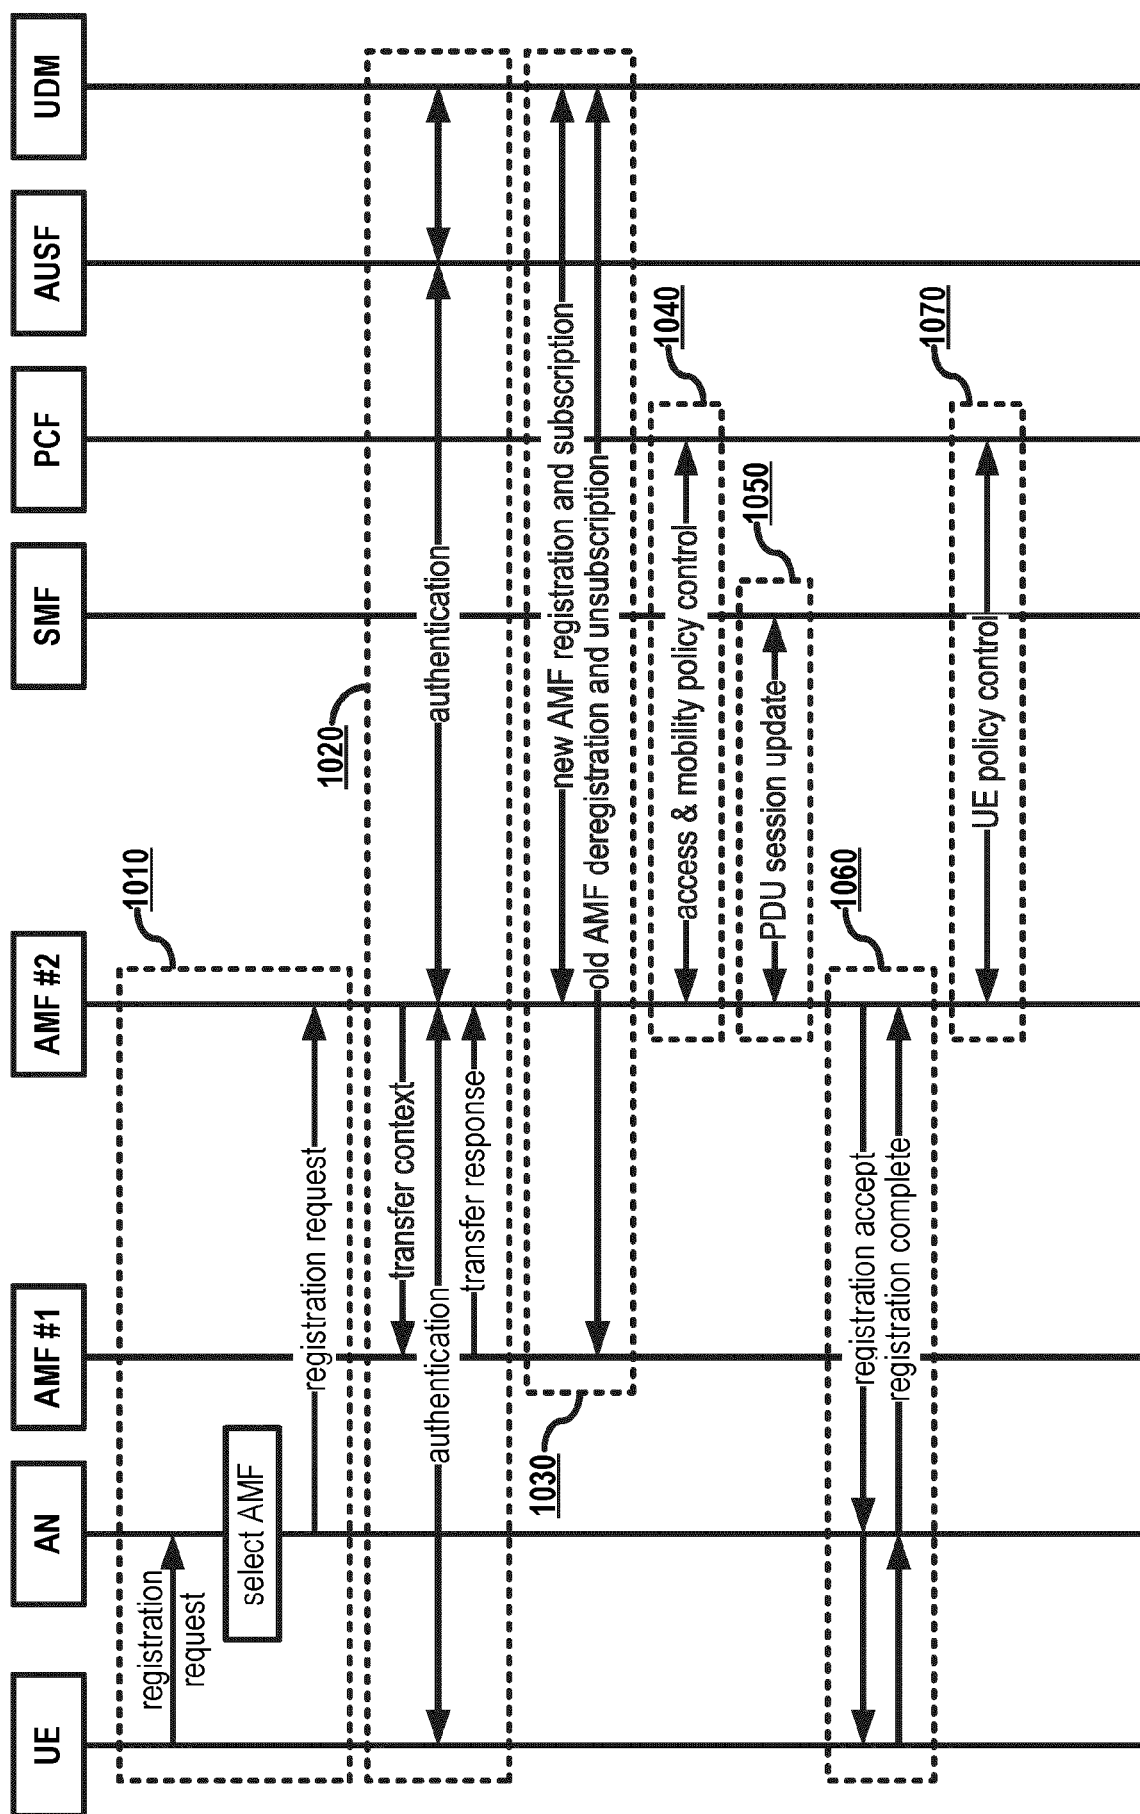 UE
AN
AMF #1
AMF #2
SMF
PCF
AUSF
UDM
1010
registration
request
select AMF
registration request
1020
transfer context
authentication
authentication
transfer response
1030
new AMF registration and subscription
old AMF deregistration and unsubscription
1040
access & mobility policy control
1050
PDU session update
1060
registration accept
registration complete
1070
UE policy control